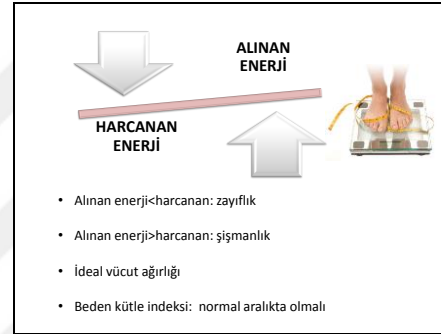 ALINAN
ENERJİ
HARCANAN
ENERJİ
• Alınan enerji<harcanan: zayıflık
• Alınan enerji>harcanan: şişmanlık
• İdeal vücut ağırlığı
• Beden kütle indeksi: normal aralıkta olmalı